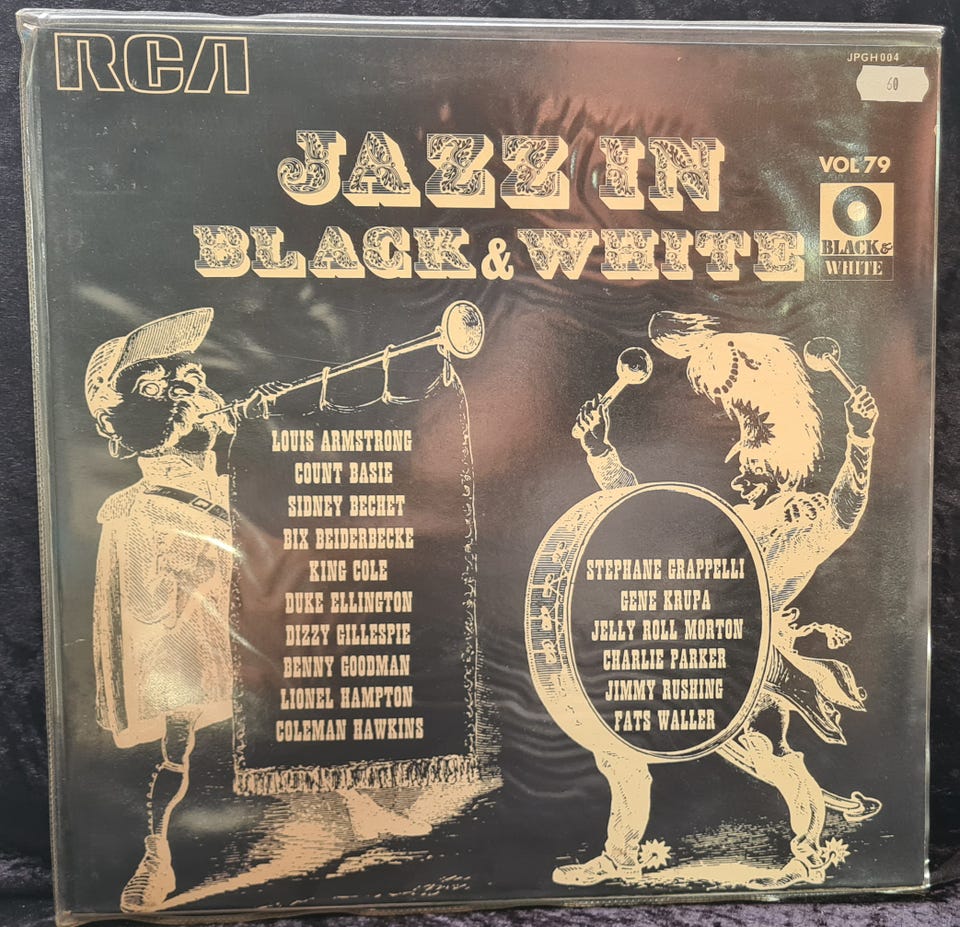 RCA
JPGH004
60
JAZZ IN
BLACK & WHITE
VOL 79
BLACK&
WHITE
LOUIS ARMSTRONG
COUNT BASIE
SIDNEY BECHET
BIX BEIDERBECKE
KING COLE
DUKE ELLINGTON
DIZZY GILLESPIE
BENNY GOODMAN
LIONEL HAMPTON
COLEMAN HAWKINS
STEPHANE GRAPPELLI
GENE KRUPA
JELLY ROLL MORTON
CHARLIE PARKER
JIMMY RUSHING
FATS WALLER